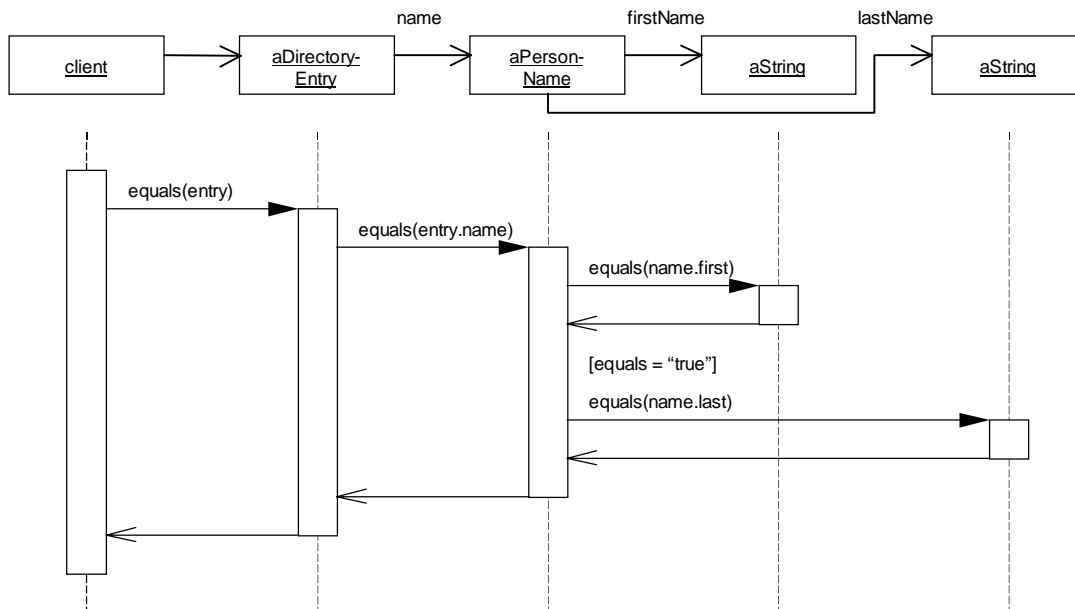 name
firstName
lastName
client
aDirectory-
Entry
aPerson-
Name
aString
aString
equals(entry)
equals(entry.name)
equals(name.first)
[equals = “true”]
equals(name.last)